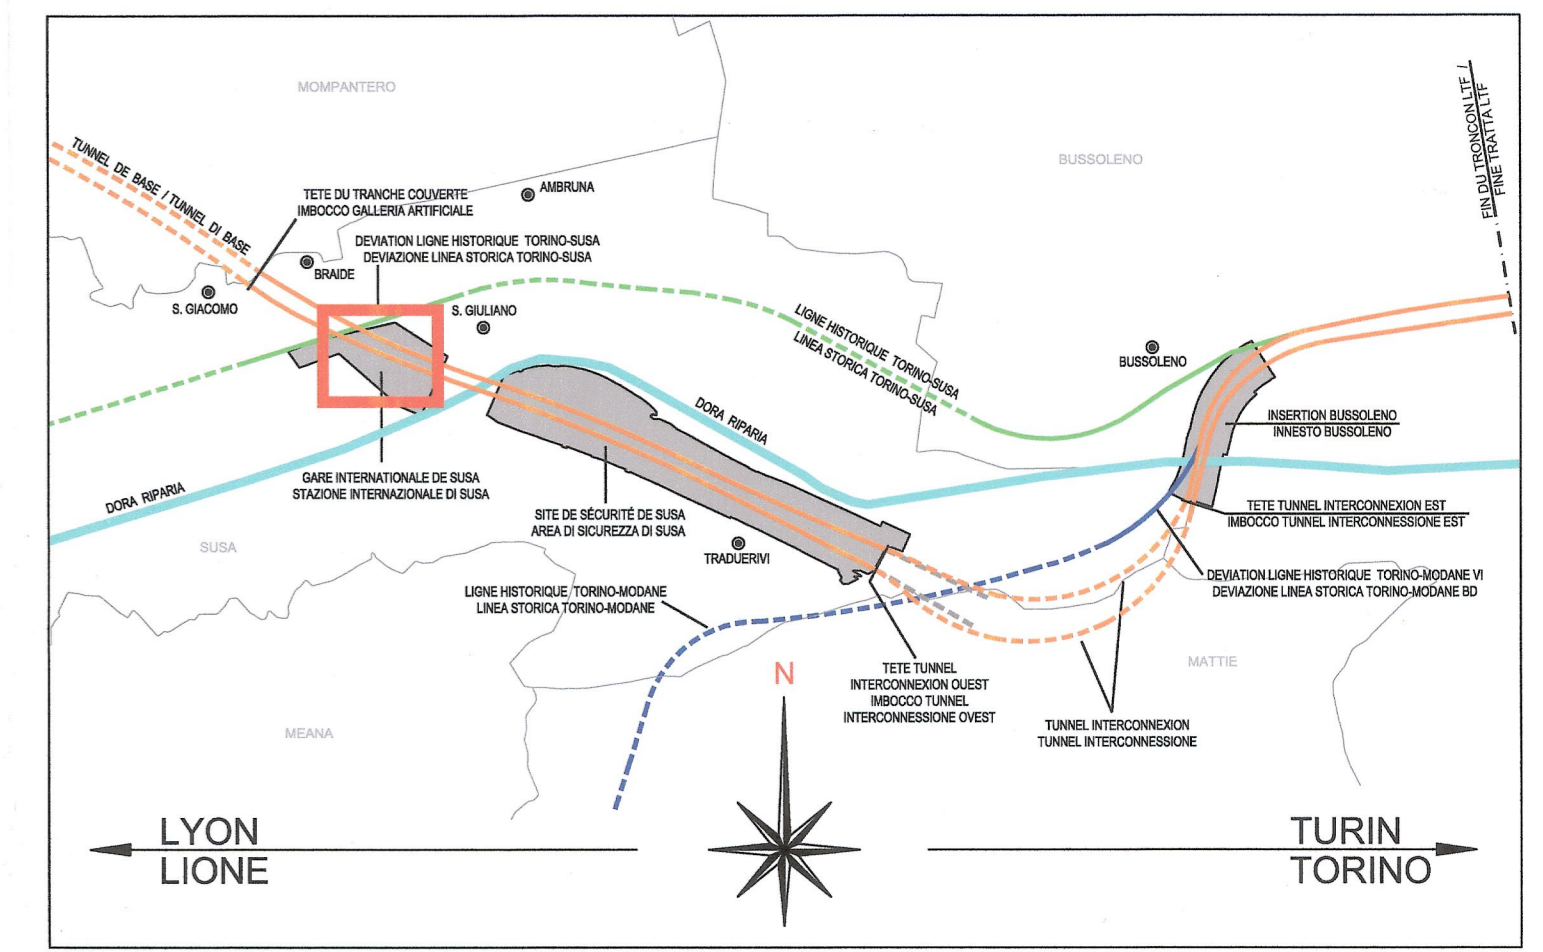 MOMPANTERO
BUSSOLENO
FIN DU TRONCON LTF /
FINE TRATTA LTF
TUNNEL DE BASE / TUNNEL DI BASE
TETE DU TRANCHE COUVERTE
IMBOCCO GALLERIA ARTIFICIALE
AMBRUNA
DEVIATION LIGNE HISTORIQUE TORINO-SUSA
DEVIAZIONE LINEA STORICA TORINO-SUSA
BRAIDE
S. GIACOMO
S. GIULIANO
LIGNE HISTORIQUE TORINO-SUSA
LINEA STORICA TORINO-SUSA
BUSSOLENO
DORA RIPARIA
INSERTION BUSSOLENO
INNESTO BUSSOLENO
GARE INTERNATIONALE DE SUSA
STAZIONE INTERNAZIONALE DI SUSA
DORA RIPARIA
SITE DE SÉCURITÉ DE SUSA
AREA DI SICUREZZA DI SUSA
TETE TUNNEL INTERCONNEXION EST
IMBOCCO TUNNEL INTERCONNESSIONE EST
SUSA
TRADUERIVI
LIGNE HISTORIQUE TORINO-MODANE
LINEA STORICA TORINO-MODANE
DEVIATION LIGNE HISTORIQUE TORINO-MODANE VI
DEVIAZIONE LINEA STORICA TORINO-MODANE BD
TETE TUNNEL
INTERCONNEXION OUEST
IMBOCCO TUNNEL
INTERCONNESSIONE OVEST
MATTIE
N
MEANA
TUNNEL INTERCONNEXION
TUNNEL INTERCONNESSIONE
LYON
LIONE
TURIN
TORINO